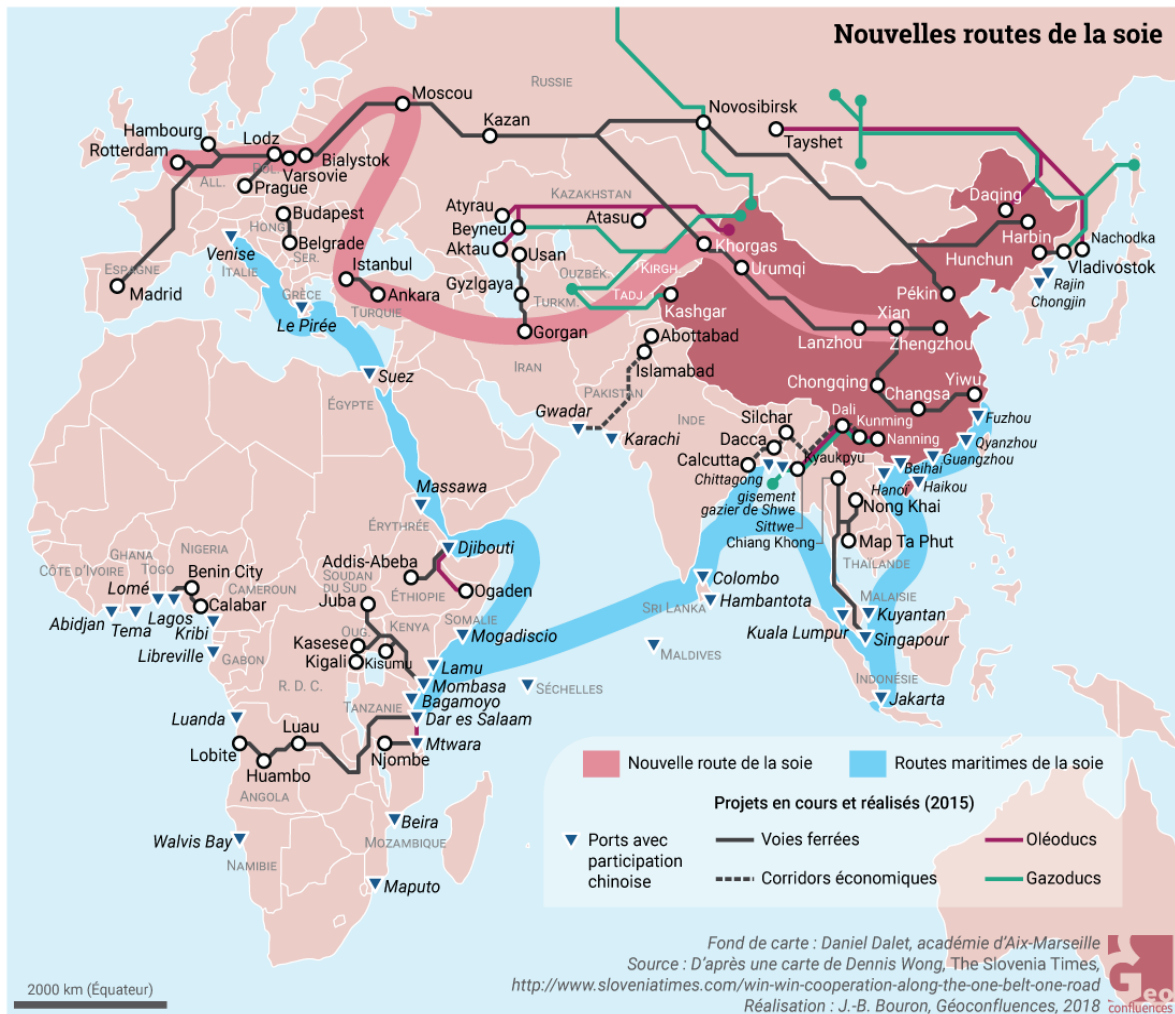 Nouvelles routes de la soie
RUSSIE
Moscou
Kazan
Novosibirsk
Tayshet
Hambourg
Rotterdam
Lodz
Bialystok
Varsovie
POL.
ALL.
Prague
KAZAKHSTAN
Daqing
Atyrau
Atasu
Budapest
Beyneu
HONG.
Harbin
Nachodka
Belgrade
Aktau
Khorgas
Hunchun
Vladivostok
Venise
SER.
Usan
KIRGH.
Urumqi
ITALIE
ESPAGNE
Istanbul
OUZBÉK.
Rajin
Madrid
Gyzlgaya
TADJ.
Pékin
Chongjin
GRÈCE
Ankara
TURKM.
Kashgar
Xian
TURQUIE
Le Pirée
Gorgan
Abottabad
Lanzhou
Zhengzhou
Islamabad
IRAN
Suez
Chongqing
Yiwu
PAKISTAN
Changsa
ÉGYPTE
Gwadar
INDE
Silchar
Dali
Fuzhou
Karachi
Dacca
Kunming
Qyanzhou
Nanning
Calcutta
Kyaukpyu
Guangzhou
Chittagong
Beihai
Hanoï
Haikou
gisement
gazier de Shwe
Massawa
Sittwe
Nong Khai
ÉRYTHRÉE
Chiang Khong
Map Ta Phut
Djibouti
THAÏLANDE
NIGERIA
GHANA
TOGO
CÔTE D'IVOIRE
Benin City
Addis-Abeba
SOUDAN
DU SUD
ÉTHIOPIE
Ogaden
Colombo
MALAISIE
Lomé
CAMEROUN
Juba
SRI LANKA
Hambantota
Kuyantan
Calabar
Abidjan
Tema
Lagos
Kribi
OUG.
KENYA
SOMALIE
Mogadiscio
Kuala Lumpur
Singapour
Kasese
Libreville
GABON
Kigali
Kisumu
Lamu
MALDIVES
R. D. C.
Mombasa
SÉCHELLES
INDONÉSIE
Bagamoyo
Jakarta
TANZANIE
Luanda
Dar es Salaam
Luau
Lobite
Mtwara
Njombe
Huambo
ANGOLA
Beira
Walvis Bay
MOZAMBIQUE
NAMIBIE
Maputo
Nouvelle route de la soie
Routes maritimes de la soie
Projets en cours et réalisés (2015)
Ports avec
participation
chinoise
Voies ferrées
Oléoducs
Corridors économiques
Gazoducs
Fond de carte : Daniel Dalet, académie d'Aix-Marseille
Source : D'après une carte de Dennis Wong, The Slovenia Times,
http://www.sloveniatimes.com/win-win-cooperation-along-the-one-belt-one-road
Réalisation : J.-B. Bouron, Géoconfluences, 2018
Geo
confluences
2000 km (Équateur)